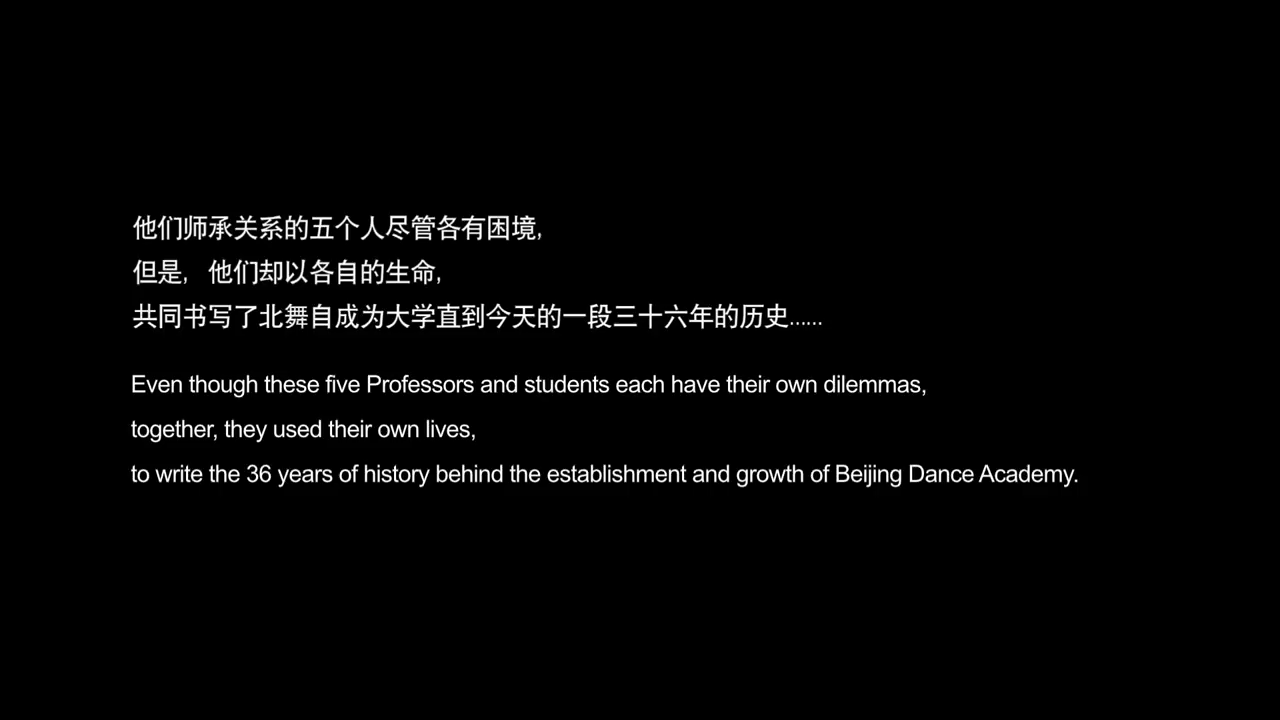 他们师承关系的五个人尽管各有困境,
但是, 他们却以各自的生命,
共同书写了北舞自成为大学直到今天的一段三十六年的历史......
Even though these five Professors and students each have their own dilemmas,
together, they used their own lives,
to write the 36 years of history behind the establishment and growth of Beijing Dance Academy.